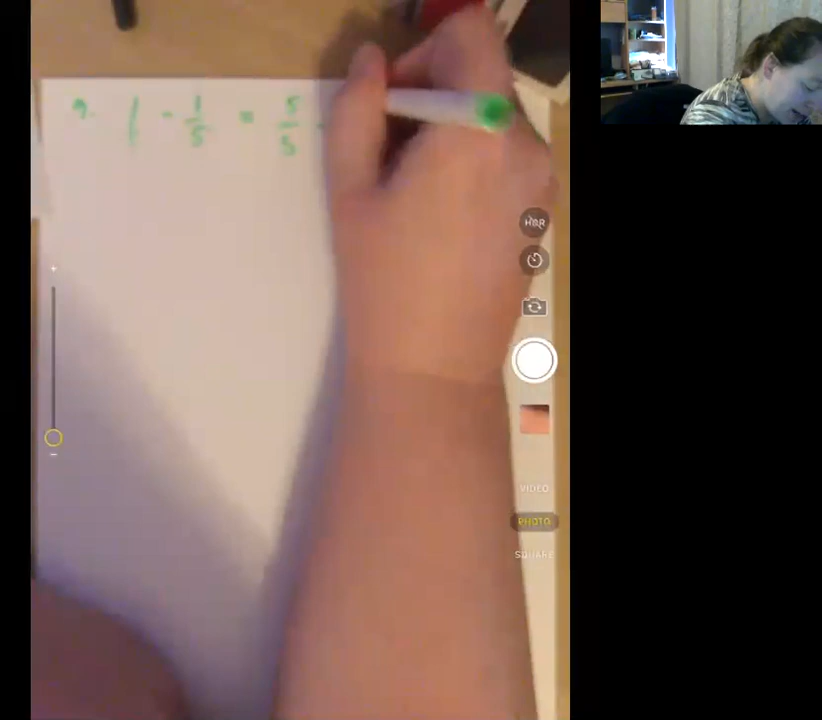 9. 1 - 1/5 = 5/5 -
HDR
VIDEO
PHOTO
SQUARE